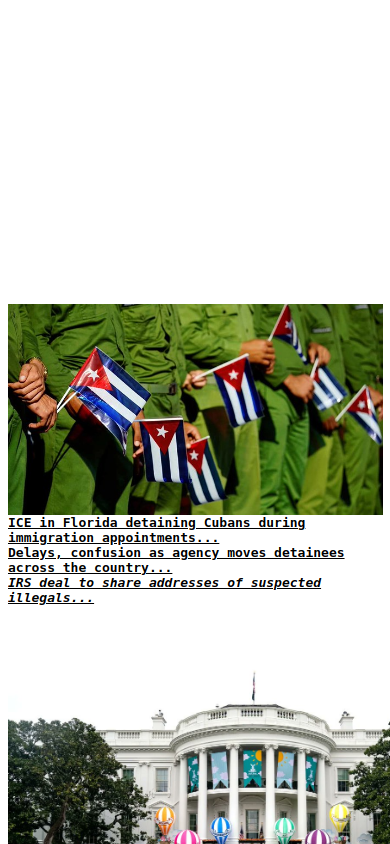 ICE in Florida detaining Cubans during
immigration appointments...
Delays, confusion as agency moves detainees
across the country...
IRS deal to share addresses of suspected
illegals...